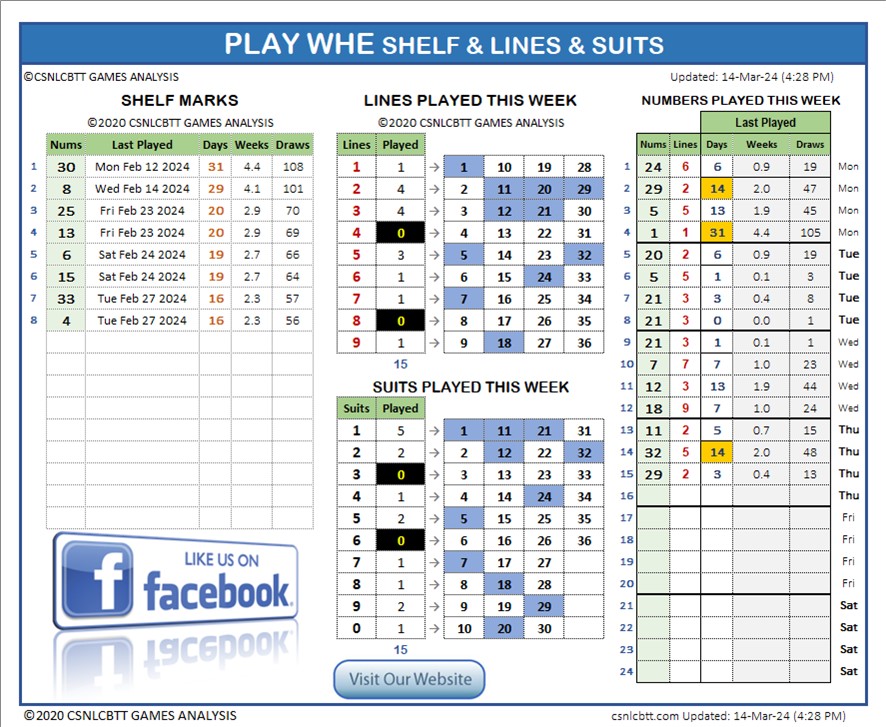 PLAY WHE SHELF & LINES & SUITS
©CSNLCBTT GAMES ANALYSIS
Updated: 14-Mar-24 (4:28 PM)
SHELF MARKS
©2020 CSNLCBTT GAMES ANALYSIS
Nums Last Played Days Weeks Draws
1 30 Mon Feb 12 2024 31 4.4 108
2 8 Wed Feb 14 2024 29 4.1 101
3 25 Fri Feb 23 2024 20 2.9 70
4 13 Fri Feb 23 2024 20 2.9 69
5 6 Sat Feb 24 2024 19 2.7 66
6 15 Sat Feb 24 2024 19 2.7 64
7 33 Tue Feb 27 2024 16 2.3 57
8 4 Tue Feb 27 2024 16 2.3 56
LIKE US ON
facebook.
LINES PLAYED THIS WEEK
©2020 CSNLCBTT GAMES ANALYSIS
Lines Played
1 1 → 1 10 19 28
2 4 → 2 11 20 29
3 4 → 3 12 21 30
4 0 → 4 13 22 31
5 3 → 5 14 23 32
6 1 → 6 15 24 33
7 1 → 7 16 25 34
8 0 → 8 17 26 35
9 1 → 9 18 27 36
15
SUITS PLAYED THIS WEEK
Suits Played
1 5 → 1 11 21 31
2 2 → 2 12 22 32
3 0 → 3 13 23 33
4 1 → 4 14 24 34
5 2 → 5 15 25 35
6 0 → 6 16 26 36
7 1 → 7 17 27
8 1 → 8 18 28
9 2 → 9 19 29
0 1 → 10 20 30
15
Visit Our Website
NUMBERS PLAYED THIS WEEK
Last Played
Nums Lines Days Weeks Draws
1 24 6 6 0.9 19 Mon
2 29 2 14 2.0 47 Mon
3 5 5 13 1.9 45 Mon
4 1 1 31 4.4 105 Mon
5 20 2 6 0.9 19 Tue
6 5 5 1 0.1 3 Tue
7 21 3 3 0.4 8 Tue
8 21 3 0 0.0 1 Tue
9 21 3 1 0.1 1 Wed
10 7 7 7 1.0 23 Wed
11 12 3 13 1.9 44 Wed
12 18 9 7 1.0 24 Wed
13 11 2 5 0.7 15 Thu
14 32 5 14 2.0 48 Thu
15 29 2 3 0.4 13 Thu
16 Thu
17 Fri
18 Fri
19 Fri
20 Fri
21 Sat
22 Sat
23 Sat
24 Sat
©2020 CSNLCBTT GAMES ANALYSIS
csnlcbtt.com Updated: 14-Mar-24 (4:28 PM)